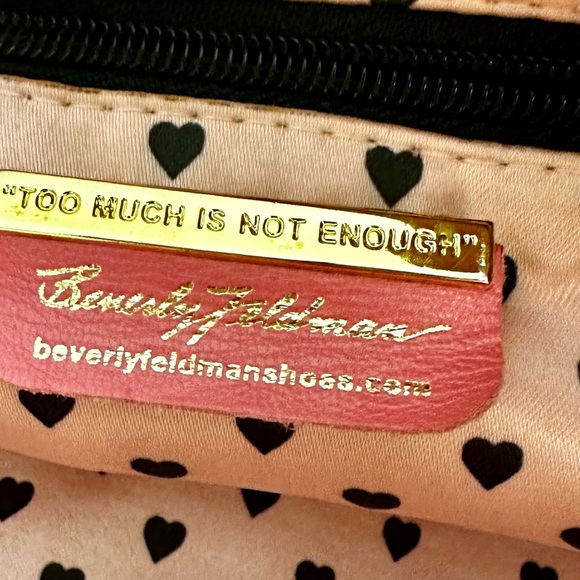 "TOO MUCH IS NOT ENOUGH"
Beverly Feldman
beverlyfeldmanshoes.com